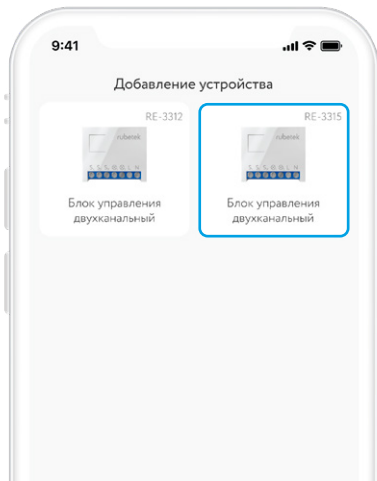 9:41
Добавление устройства
RE-3312
rubetek
Блок управления
двухканальный
RE-3315
rubetek
Блок управления
двухканальный